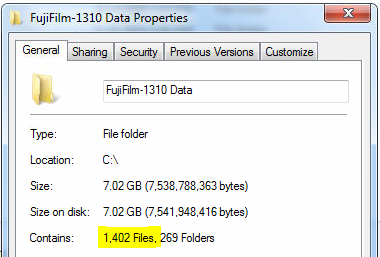 FujiFilm-1310 Data Properties
General Sharing Security Previous Versions Customize
FujiFilm-1310 Data
Type: File folder
Location: C:\
Size: 7.02 GB (7,538,788,363 bytes)
Size on disk: 7.02 GB (7,541,948,416 bytes)
Contains: 1,402 Files, 269 Folders